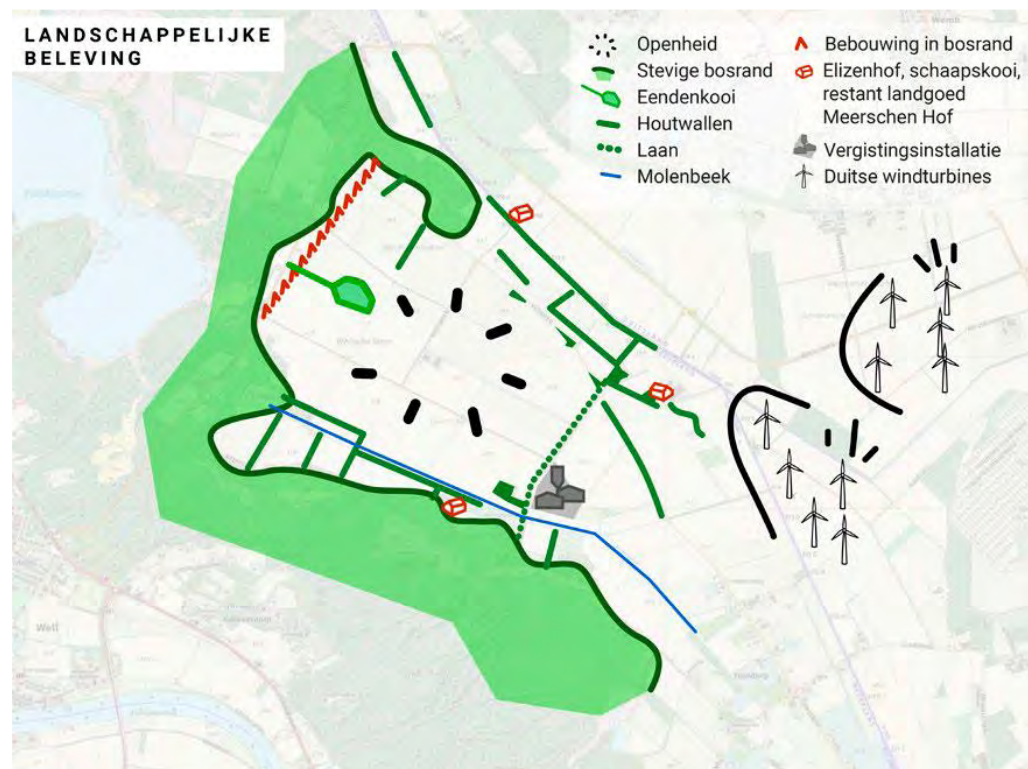 LANDSCHAPPELIJKE
BELEVING
Openheid
Stevige bosrand
Eendenkooi
Houtwallen
Laan
Molenbeek
Bebouwing in bosrand
Elizenhof, schaapskooi,
restant landgoed
Meerschen Hof
Vergistingsinstallatie
Duitse windturbines
Well